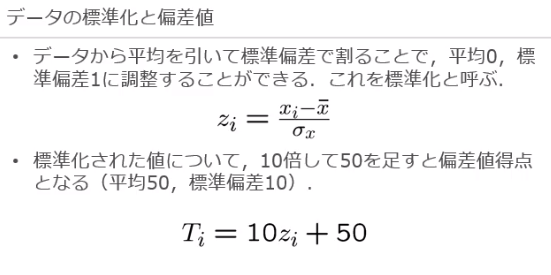 データの標準化と偏差値
• データから平均を引いて標準偏差で割ることで，平均0，標
準偏差1に調整することができる．これを標準化と呼ぶ．
z_i = \frac{x_i - \bar{x}}{σ_x}
• 標準化された値について，10倍して50を足すと偏差値得点
となる（平均50，標準偏差10）．
T_i = 10z_i + 50